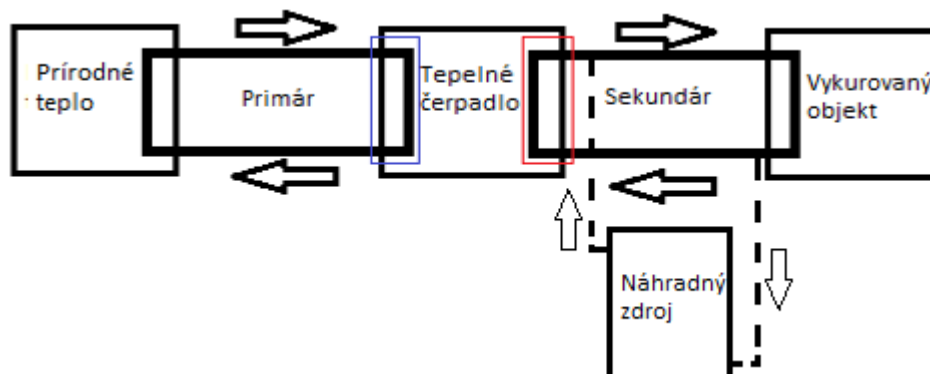 Prírodné
teplo
Primár
Tepelné
čerpadlo
Sekundár
Vykurovaný
objekt
Náhradný
zdroj